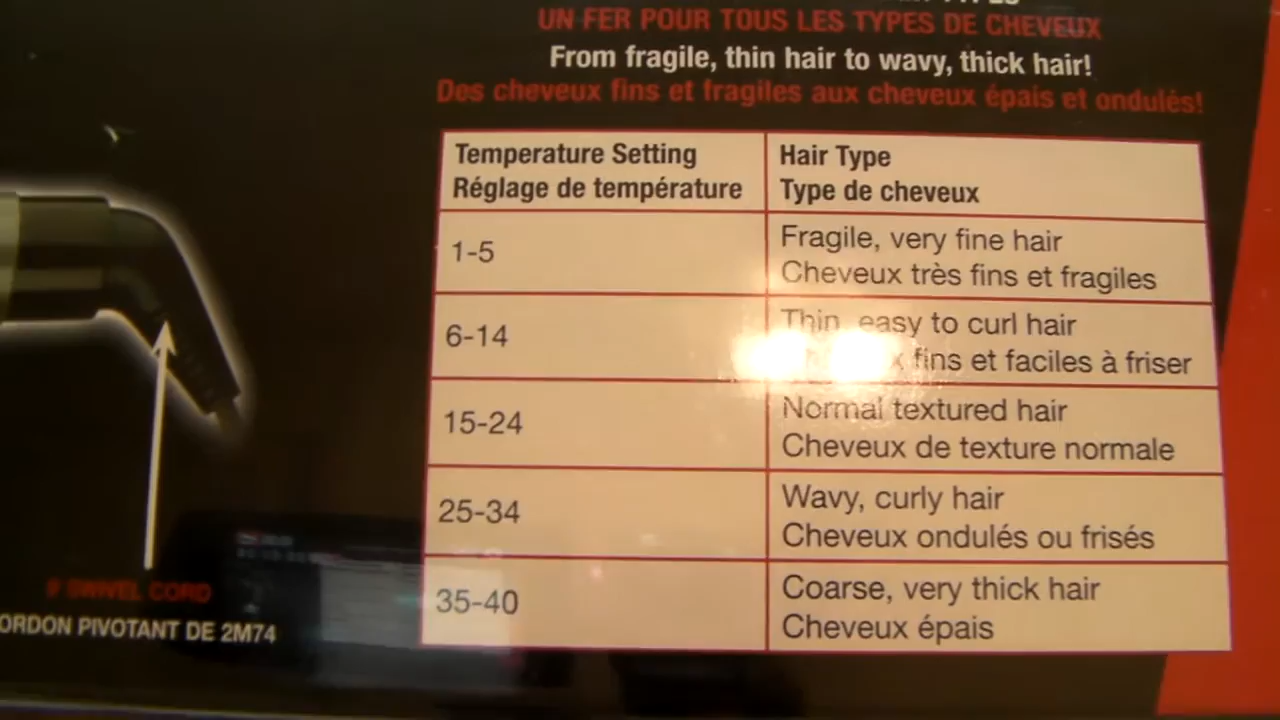 UN FER POUR TOUS LES TYPES DE CHEVEUX
From fragile, thin hair to wavy, thick hair!
Des cheveux fins et fragiles aux cheveux épais et ondulés!
Temperature Setting
Réglage de température
Hair Type
Type de cheveux
1-5
Fragile, very fine hair
Cheveux très fins et fragiles
6-14
Thin, easy to curl hair
fins et faciles à friser
15-24
Normal textured hair
Cheveux de texture normale
25-34
Wavy, curly hair
Cheveux ondulés ou frisés
35-40
Coarse, very thick hair
Cheveux épais
SWIVEL CORD
ORDON PIVOTANT DE 2M74